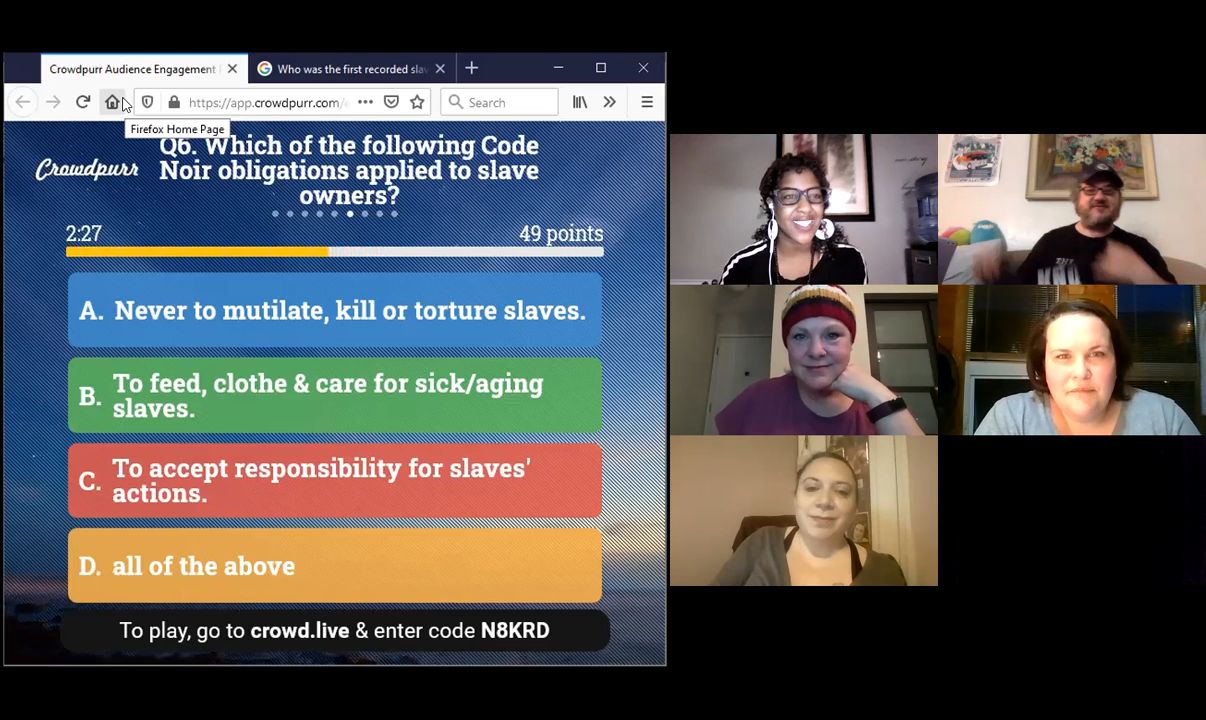 Crowdpurr Audience Engagement
Who was the first recorded sla
https://app.crowdpurr.com/
Search
Firefox Home Page
Crowdpurr
Q6. Which of the following Code
Noir obligations applied to slave
owners?
2:27
49 points
A. Never to mutilate, kill or torture slaves.
B. To feed, clothe & care for sick/aging
slaves.
C. To accept responsibility for slaves'
actions.
D. all of the above
To play, go to crowd.live & enter code N8KRD
THE